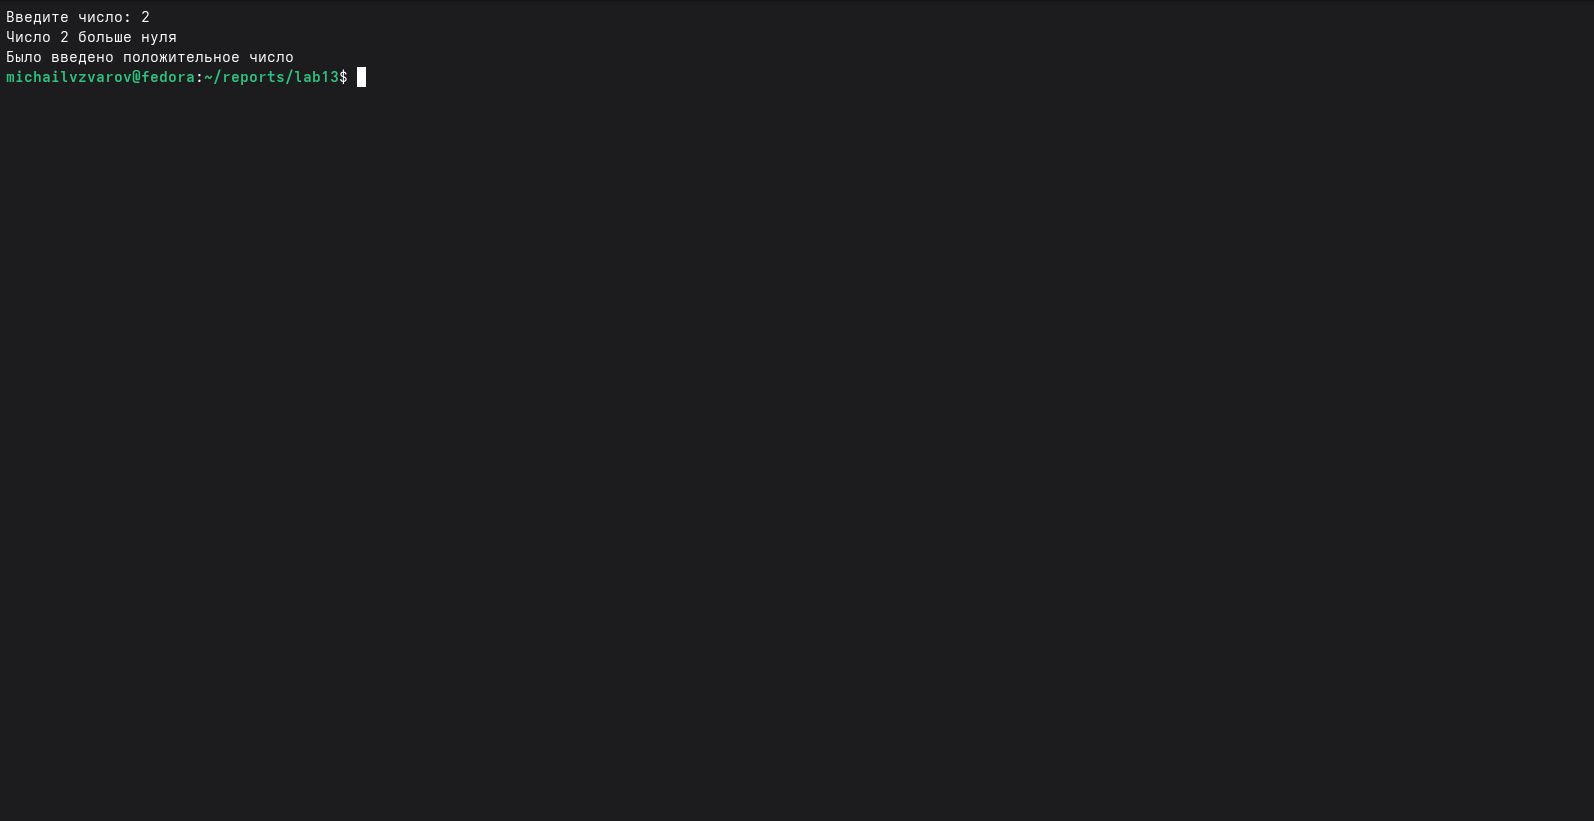 Введите число: 2
Число 2 больше нуля
Было введено положительное число
michailvzvarov@fedora:~/reports/lab13$